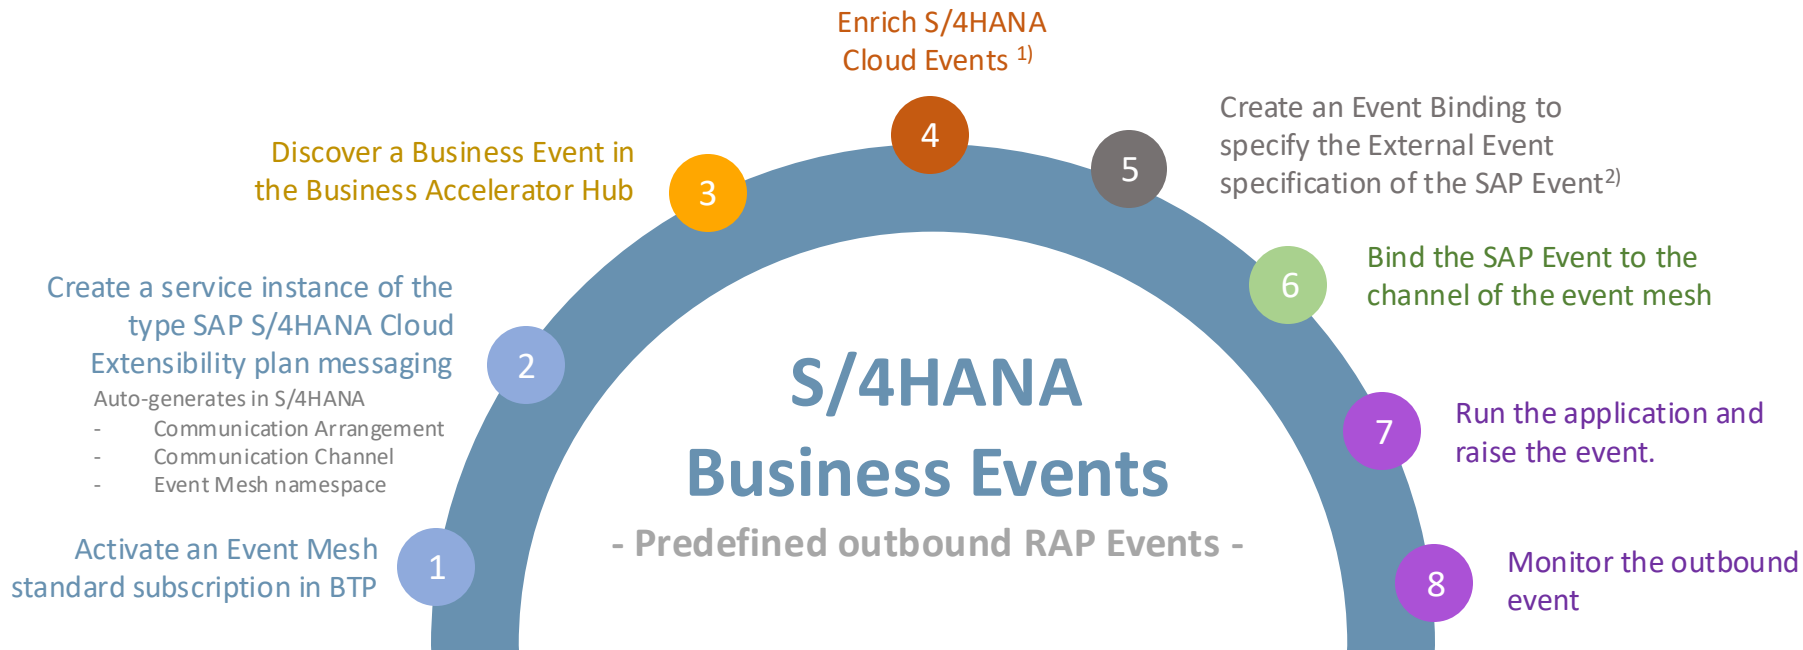 Enrich S/4HANA
Cloud Events 1)
4
Create an Event Binding to
specify the External Event
specification of the SAP Event2)
5
Discover a Business Event in
the Business Accelerator Hub
3
Bind the SAP Event to the
channel of the event mesh
6
Create a service instance of the
type SAP S/4HANA Cloud
Extensibility plan messaging
2
Auto-generates in S/4HANA
- Communication Arrangement
- Communication Channel
- Event Mesh namespace
S/4HANA
Business Events
- Predefined outbound RAP Events -
Run the application and
raise the event.
7
Activate an Event Mesh
standard subscription in BTP
1
Monitor the outbound
event
8